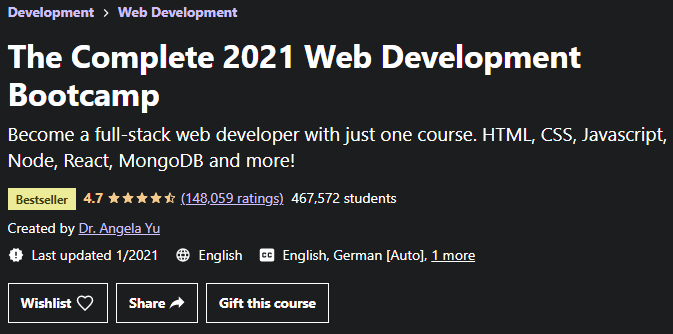 Development > Web Development
The Complete 2021 Web Development
Bootcamp
Become a full-stack web developer with just one course. HTML, CSS, Javascript,
Node, React, MongoDB and more!
Bestseller 4.7 (148,059 ratings) 467,572 students
Created by Dr. Angela Yu
Last updated 1/2021 English CC English, German [Auto], 1 more
Wishlist Share Gift this course